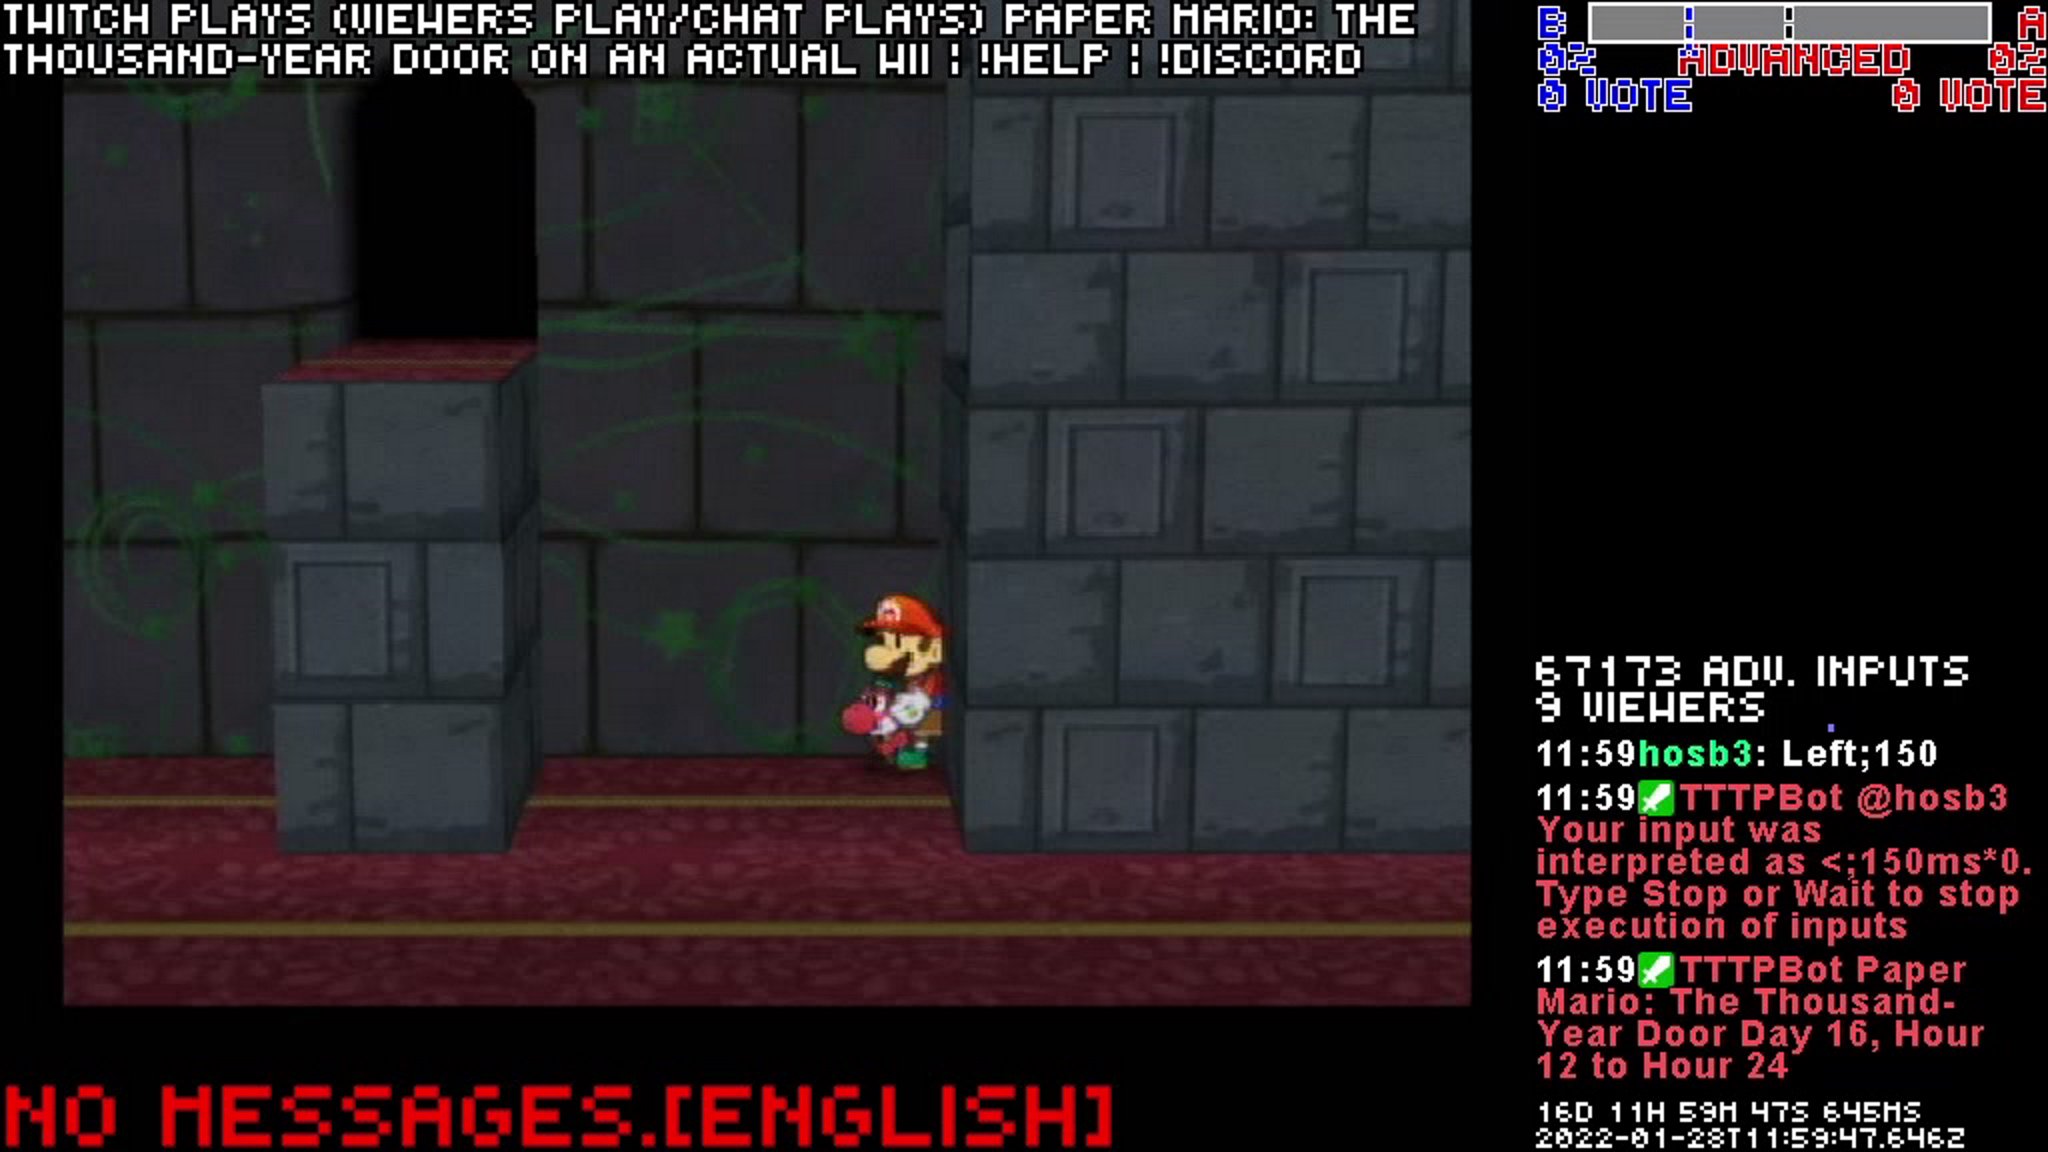 TWITCH PLAYS (VIEWERS PLAY/CHAT PLAYS) PAPER MARIO: THE
THOUSAND-YEAR DOOR ON AN ACTUAL WII ¦ !HELP ¦ !DISCORD
B A
0% ADVANCED 0%
0 VOTE 0 VOTE
67173 ADV. INPUTS
9 VIEWERS
11:59hosb3: Left;150
11:59TTTPBot @hosb3
Your input was
interpreted as <;150ms*0.
Type Stop or Wait to stop
execution of inputs
11:59TTTPBot Paper
Mario: The Thousand-
Year Door Day 16, Hour
12 to Hour 24
16D 11H 59M 47S 645MS
2022-01-28T11:59:47.646Z
NO MESSAGES.[ENGLISH]